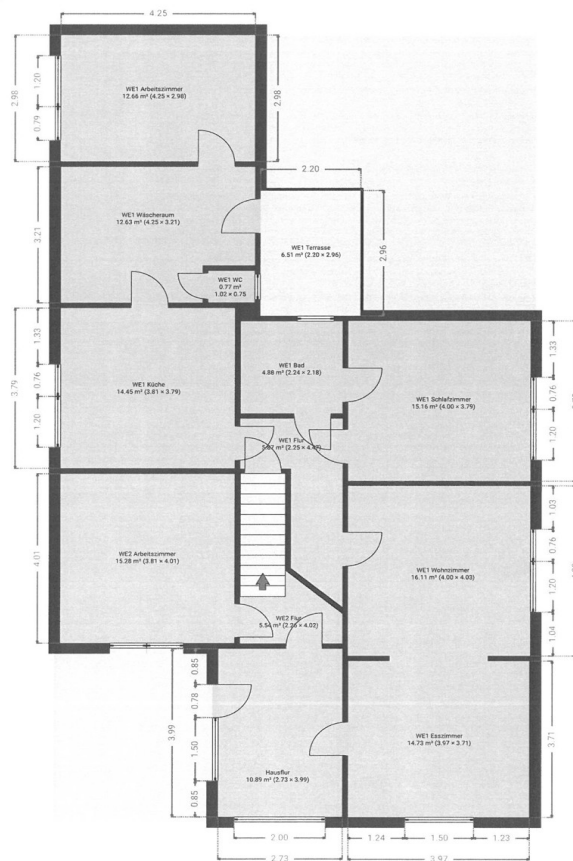 4.25
WE1 Arbeitszimmer
12.66 m² (4.25 × 2.98)
2.98
1.20
0.79
2.98
WE1 Wäscheraum
12.63 m² (4.25 × 3.21)
3.21
2.20
WE1 Terrasse
6.51 m² (2.20 × 2.96)
2.96
WE1 WC
0.77 m²
1.02 × 0.75
WE1 Küche
14.45 m² (3.81 × 3.79)
3.79
1.33
0.76
1.20
WE1 Bad
4.88 m² (2.24 × 2.18)
WE1 Schlafzimmer
15.16 m² (4.00 × 3.79)
1.33
0.76
1.20
WE1 Flur
WE2 Arbeitszimmer
15.28 m² (3.81 × 4.01)
4.01
WE1 Wohnzimmer
16.11 m² (4.00 × 4.03)
1.03
0.76
1.20
1.04
WE2 Flur
Hausflur
10.89 m² (2.73 × 3.99)
3.99
0.85
0.78
1.50
0.85
WE1 Esszimmer
14.73 m² (3.97 × 3.71)
3.71
2.00
2.73
1.24
1.50
1.23
3.97